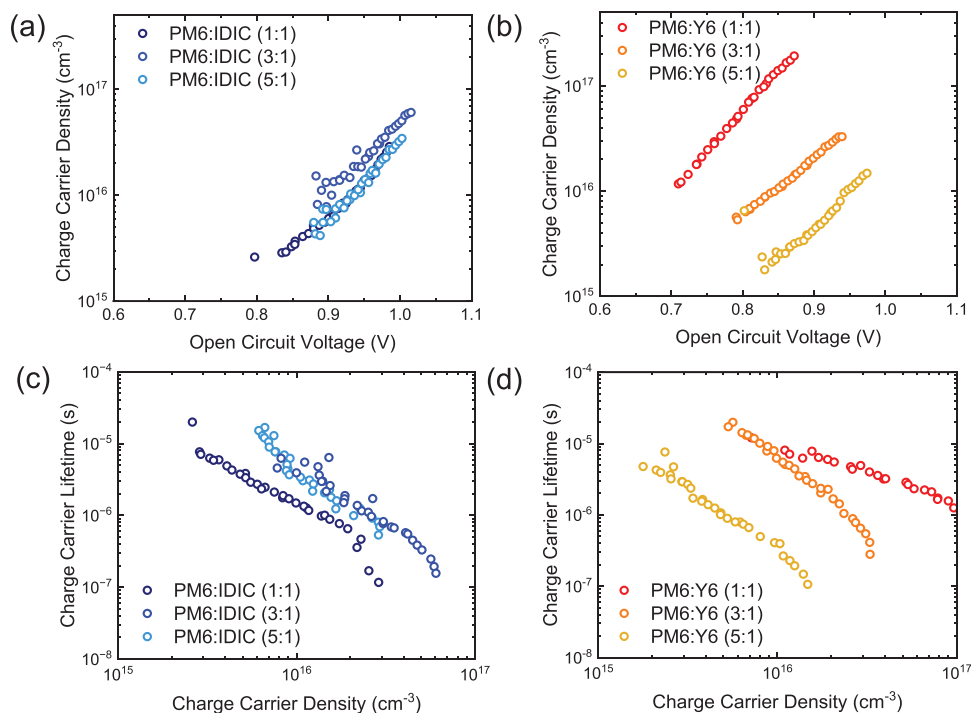 (a)
PM6:IDIC (1:1)
PM6:IDIC (3:1)
PM6:IDIC (5:1)
Charge Carrier Density (cm⁻³)
10¹⁷
10¹⁶
10¹⁵
0.6 0.7 0.8 0.9 1.0 1.1
Open Circuit Voltage (V)
(b)
PM6:Y6 (1:1)
PM6:Y6 (3:1)
PM6:Y6 (5:1)
Charge Carrier Density (cm⁻³)
10¹⁷
10¹⁶
10¹⁵
0.6 0.7 0.8 0.9 1.0 1.1
Open Circuit Voltage (V)
(c)
Charge Carrier Lifetime (s)
10⁻⁴
10⁻⁵
10⁻⁶
10⁻⁷
10⁻⁸
PM6:IDIC (1:1)
PM6:IDIC (3:1)
PM6:IDIC (5:1)
10¹⁵ 10¹⁶ 10¹⁷
Charge Carrier Density (cm⁻³)
(d)
Charge Carrier Lifetime (s)
10⁻⁴
10⁻⁵
10⁻⁶
10⁻⁷
10⁻⁸
PM6:Y6 (1:1)
PM6:Y6 (3:1)
PM6:Y6 (5:1)
10¹⁵ 10¹⁶ 10¹⁷
Charge Carrier Density (cm⁻³)